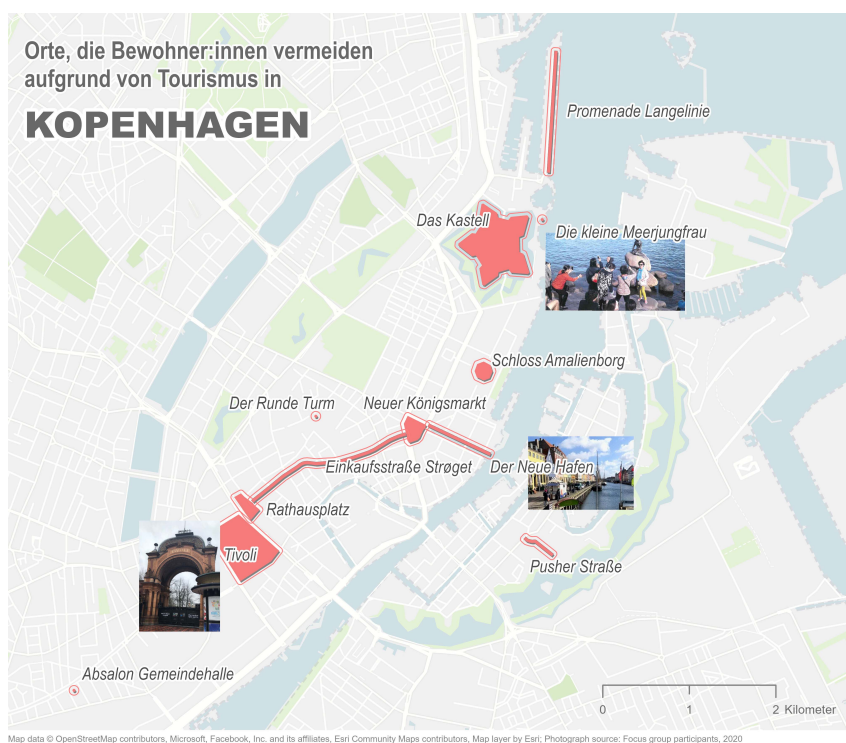 Orte, die Bewohner:innen vermeiden
aufgrund von Tourismus in
KOPENHAGEN
Promenade Langelinie
Das Kastell
Die kleine Meerjungfrau
Schloss Amalienborg
Der Runde Turm
Neuer Königsmarkt
Einkaufsstraße Strøget
Der Neue Hafen
Rathausplatz
Tivoli
Pusher Straße
Absalon Gemeindehalle
0 1 2 Kilometer
Map data © OpenStreetMap contributors, Microsoft, Facebook, Inc. and its affiliates, Esri Community Maps contributors, Map layer by Esri; Photograph source: Focus group participants, 2020